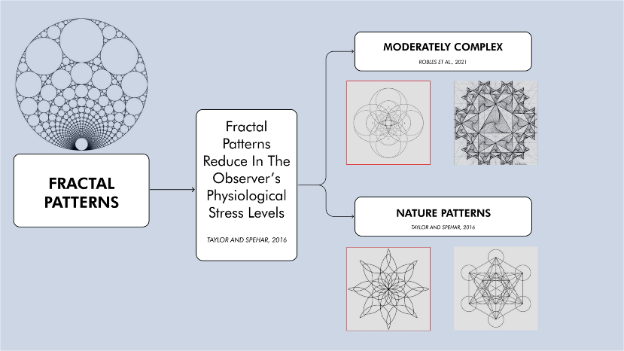 FRACTAL
PATTERNS
Fractal
Patterns
Reduce In The
Observer's
Physiological
Stress Levels
TAYLOR AND SPEHAR, 2016
MODERATELY COMPLEX
ROBLES ET AL., 2021
NATURE PATTERNS
TAYLOR AND SPEHAR, 2016